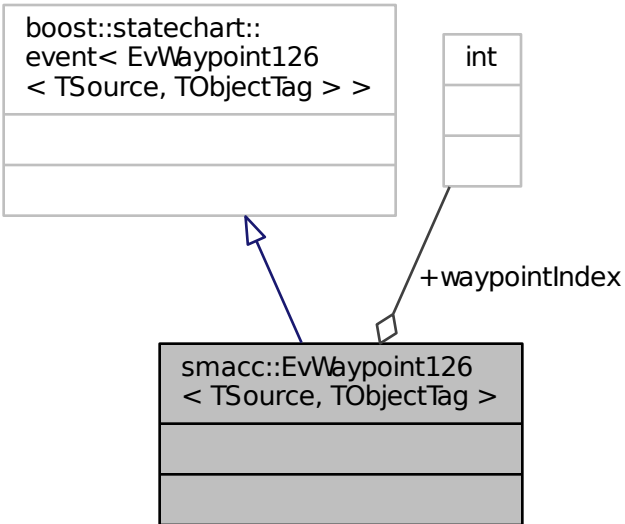 boost::statechart::
event< EvWaypoint126
< TSource, TObjectTag > >
int
+waypointIndex
smacc::EvWaypoint126
< TSource, TObjectTag >